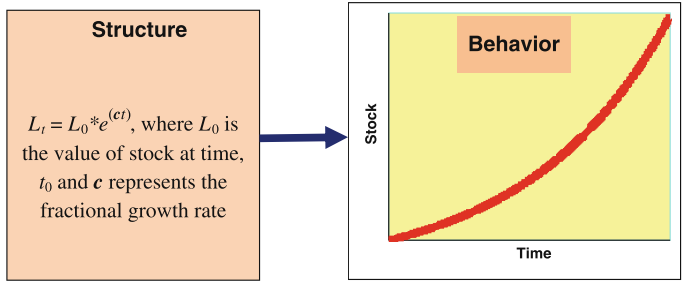 Structure
Lₜ = L₀*e⁽ᶜᵗ⁾, where L₀ is
the value of stock at time,
t₀ and c represents the
fractional growth rate
Behavior
Stock
Time